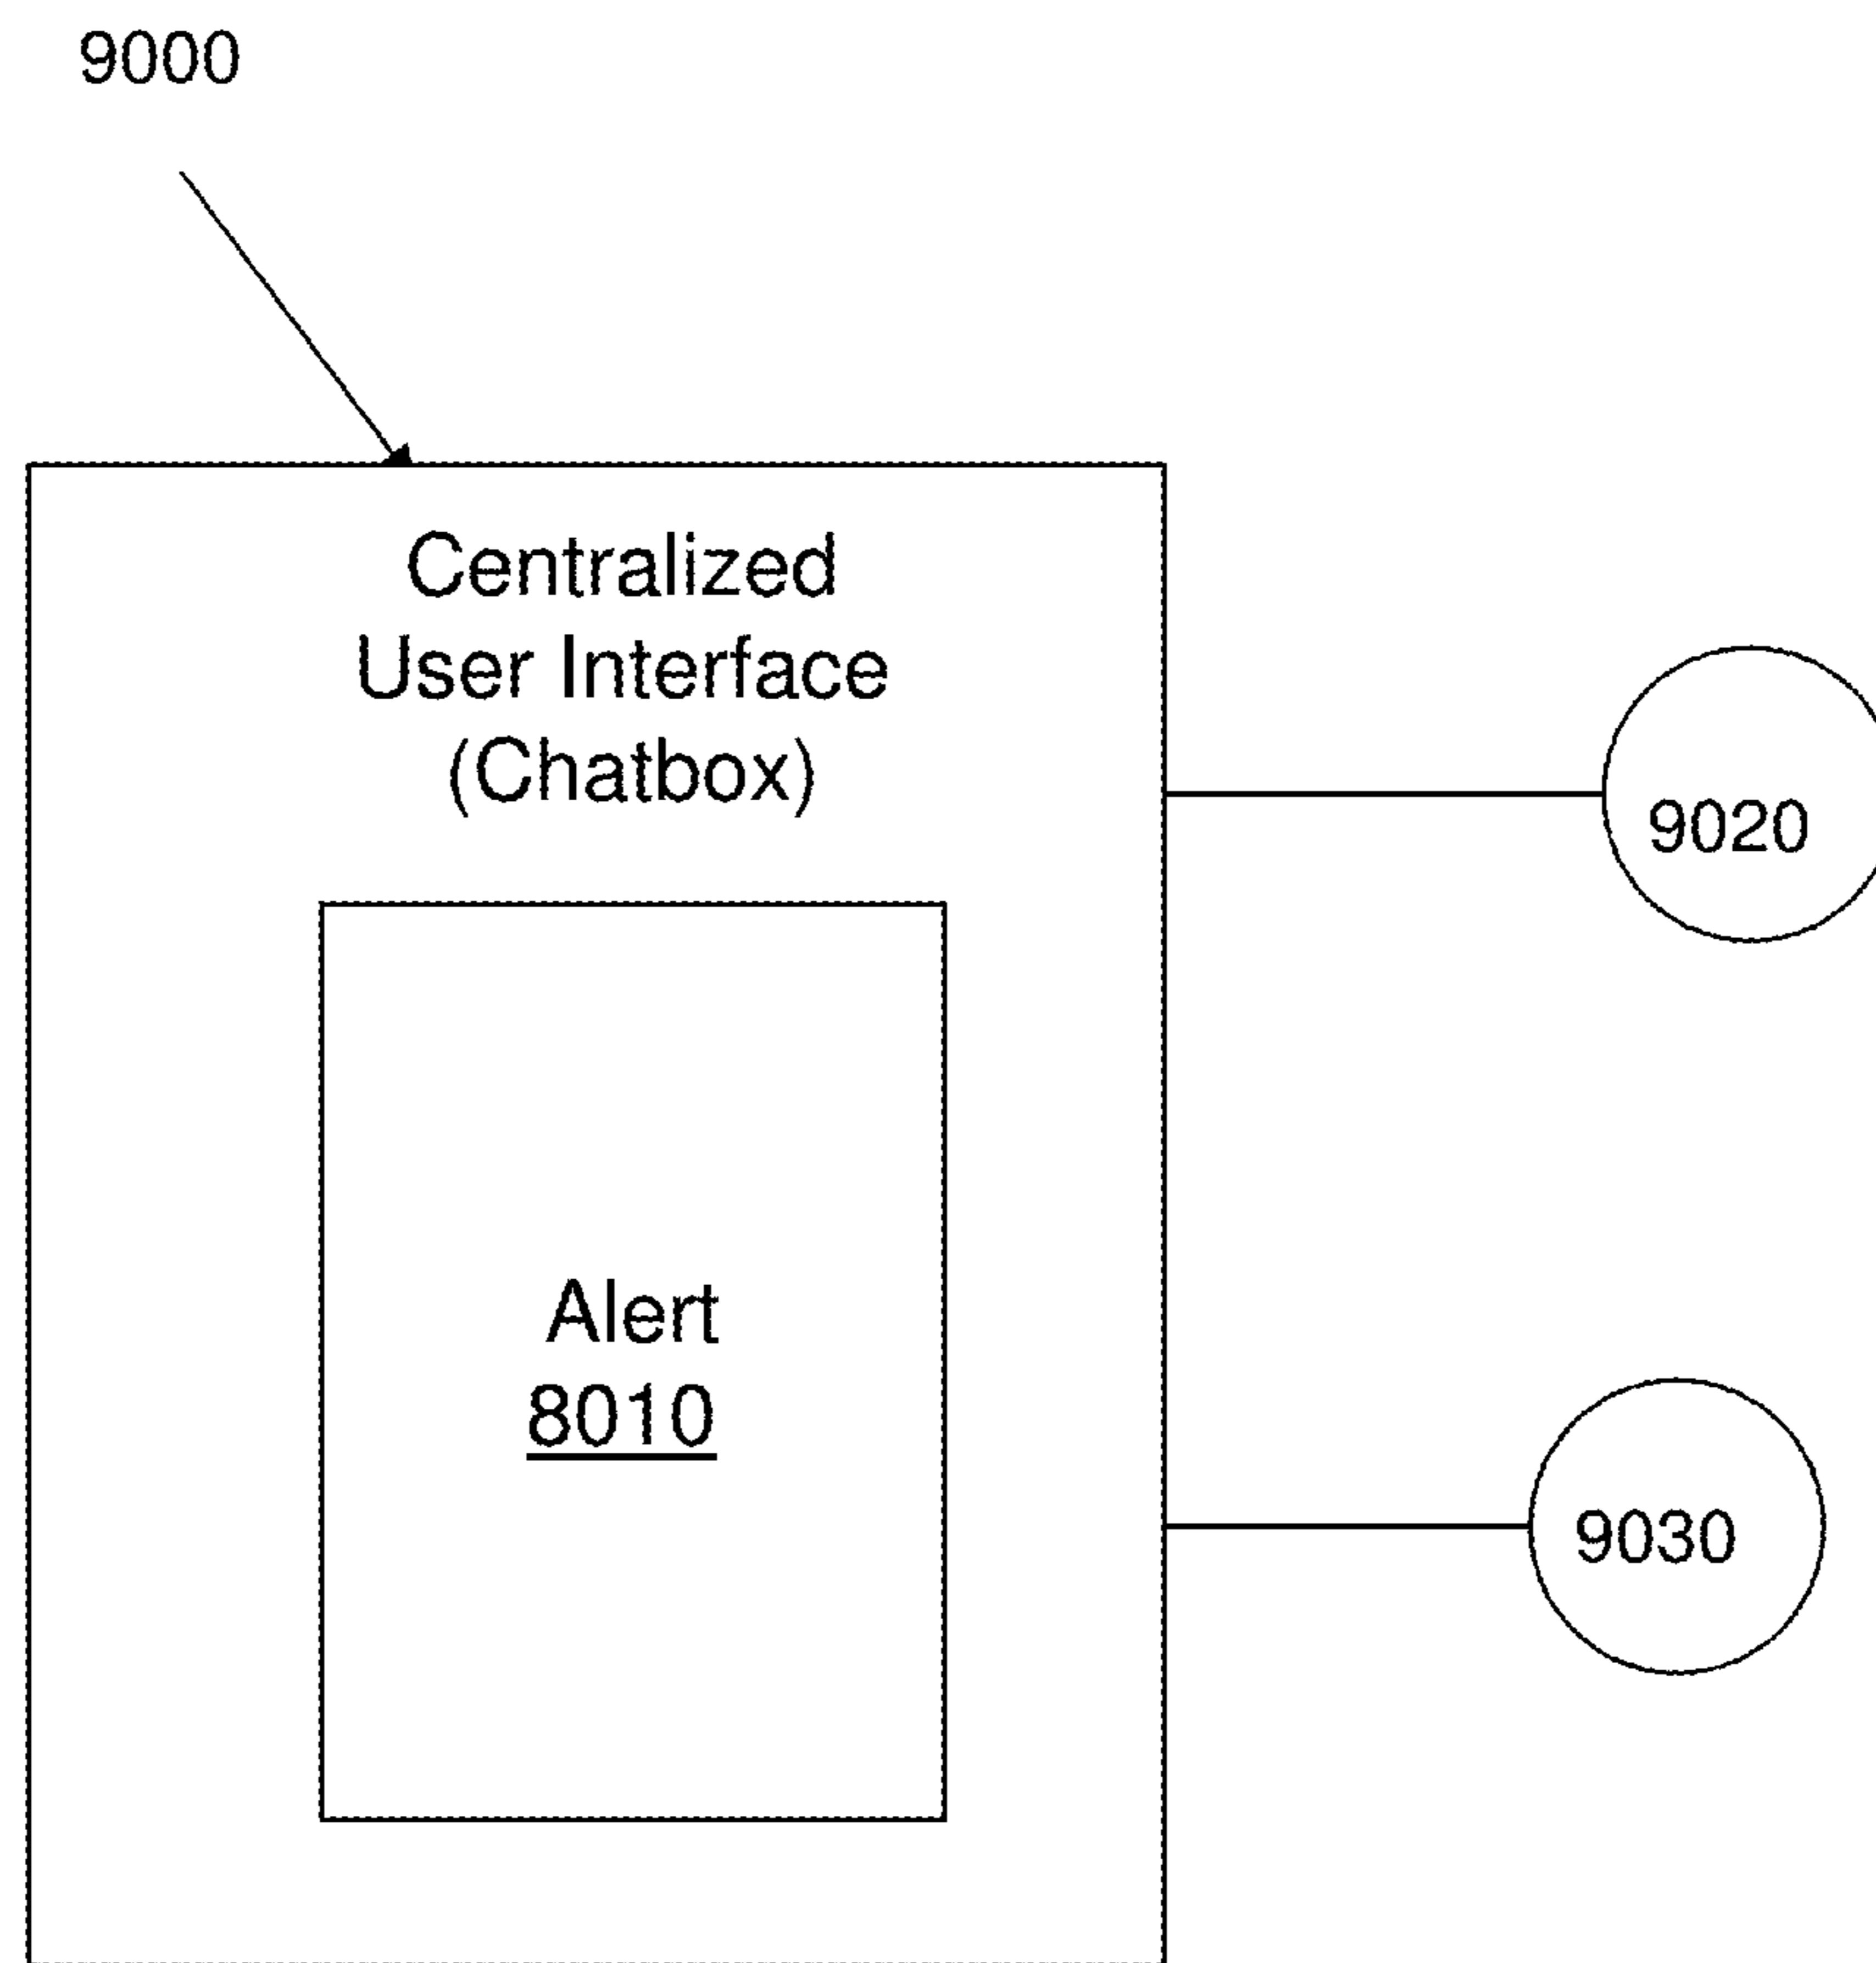 9000
Centralized
User Interface
(Chatbox)
9020
Alert
8010
9030